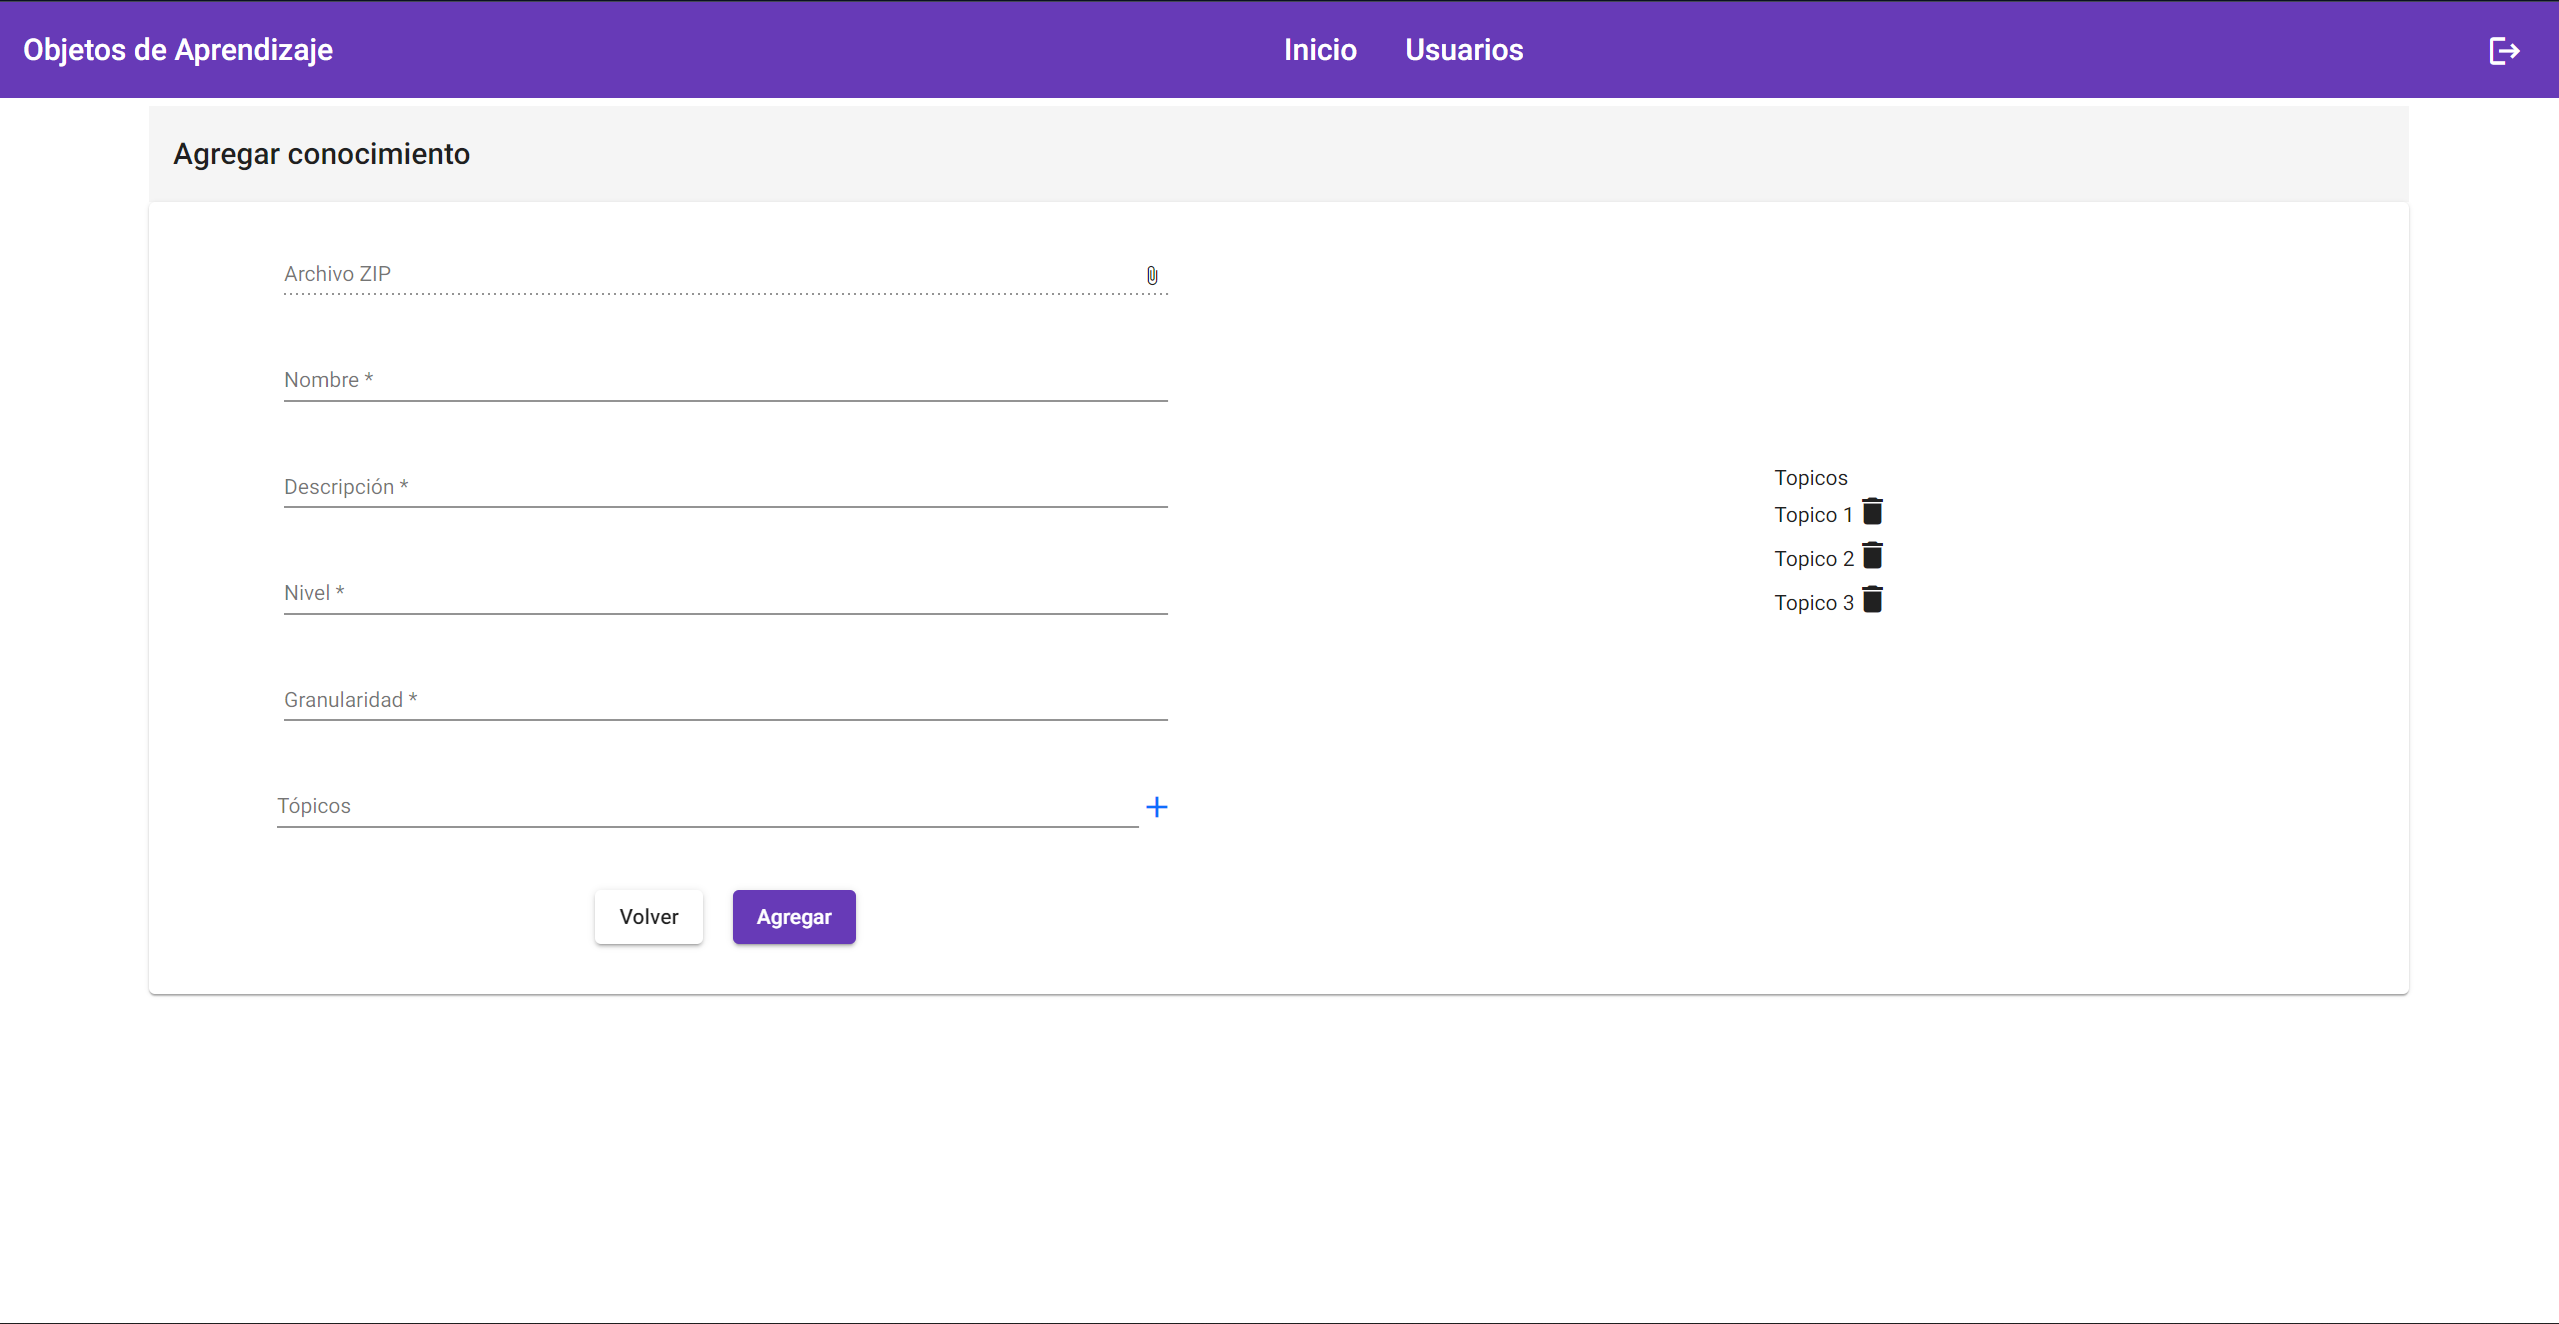 Objetos de Aprendizaje
Inicio
Usuarios
Agregar conocimiento
Archivo ZIP
Nombre *
Descripción *
Nivel *
Granularidad *
Tópicos
Volver
Agregar
Topicos
Topico 1
Topico 2
Topico 3